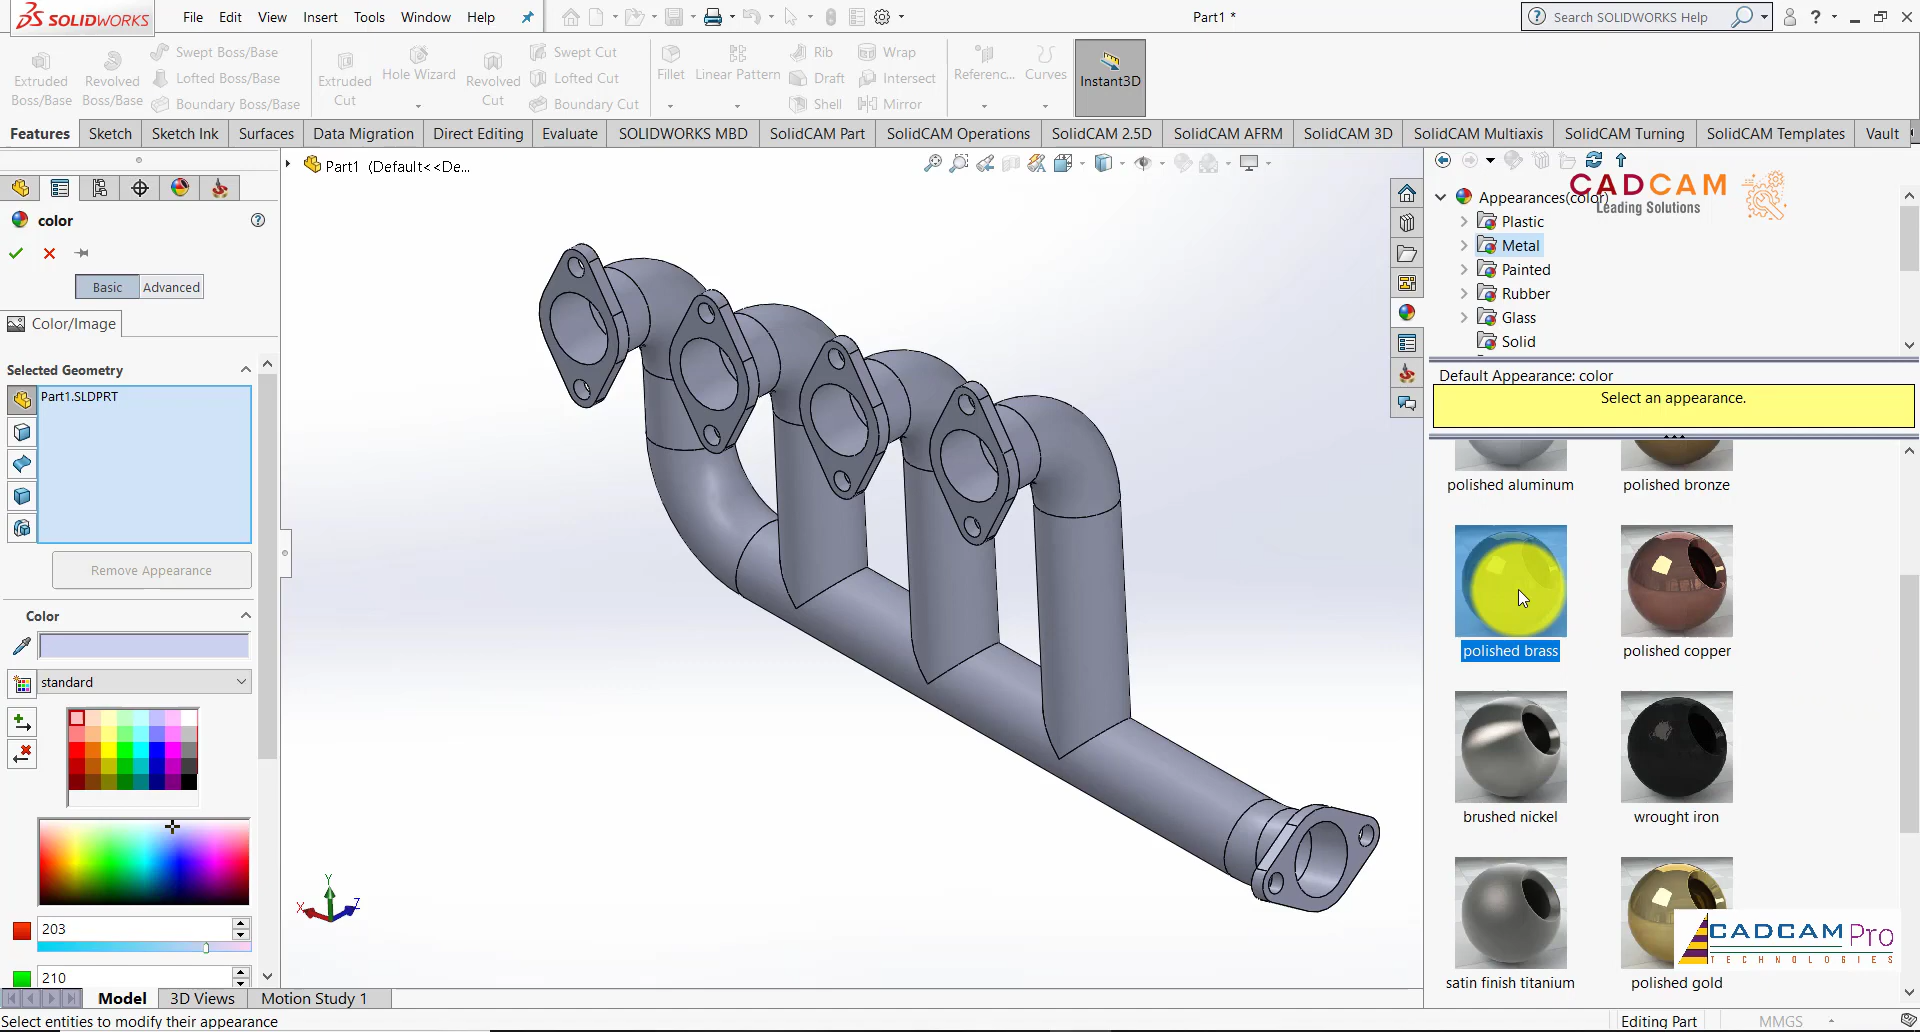 SOLIDWORKS
File Edit View Insert Tools Window Help
Part1 *
Search SOLIDWORKS Help
Extruded Boss/Base
Revolved Boss/Base
Swept Boss/Base
Lofted Boss/Base
Boundary Boss/Base
Extruded Cut
Hole Wizard
Revolved Cut
Swept Cut
Lofted Cut
Boundary Cut
Fillet
Linear Pattern
Rib
Draft
Shell
Wrap
Intersect
Mirror
Referenc...
Curves
Instant3D
Features Sketch Sketch Ink Surfaces Data Migration Direct Editing Evaluate SOLIDWORKS MBD SolidCAM Part SolidCAM Operations SolidCAM 2.5D SolidCAM AFRM SolidCAM 3D SolidCAM Multiaxis SolidCAM Turning SolidCAM Templates Vault
Part1 (Default<<De...
color
Basic Advanced
Color/Image
Selected Geometry
Part1.SLDPRT
Remove Appearance
Color
standard
203
210
Y
X Z
Appearances(color)
CADCAM
Leading Solutions
Plastic
Metal
Painted
Rubber
Glass
Solid
Default Appearance: color
Select an appearance.
polished aluminum polished bronze
polished brass polished copper
brushed nickel wrought iron
satin finish titanium polished gold
CADCAM Pro
TECHNOLOGIES
Model 3D Views Motion Study 1
Select entities to modify their appearance
Editing Part MMGS